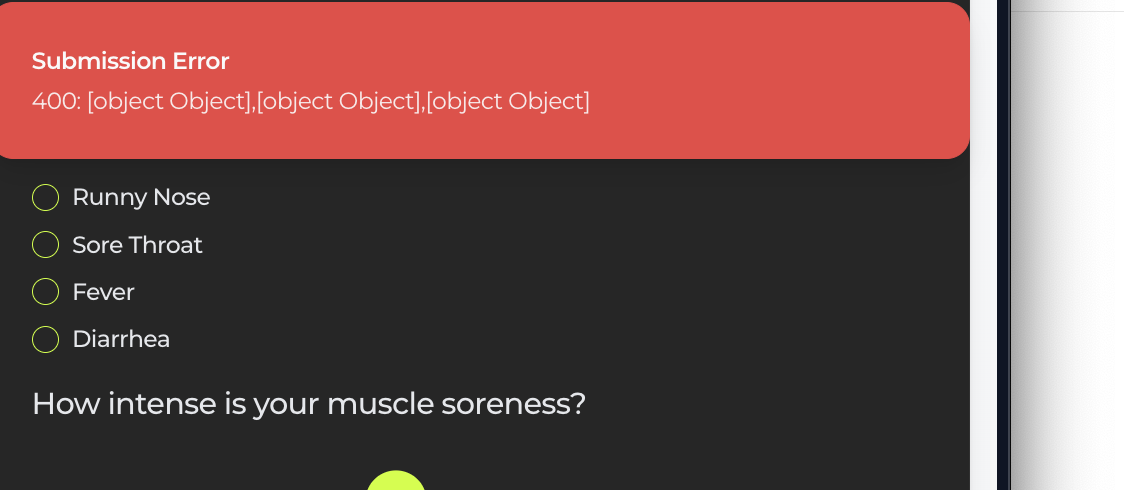 Submission Error
400: [object Object],[object Object],[object Object]
Runny Nose
Sore Throat
Fever
Diarrhea
How intense is your muscle soreness?